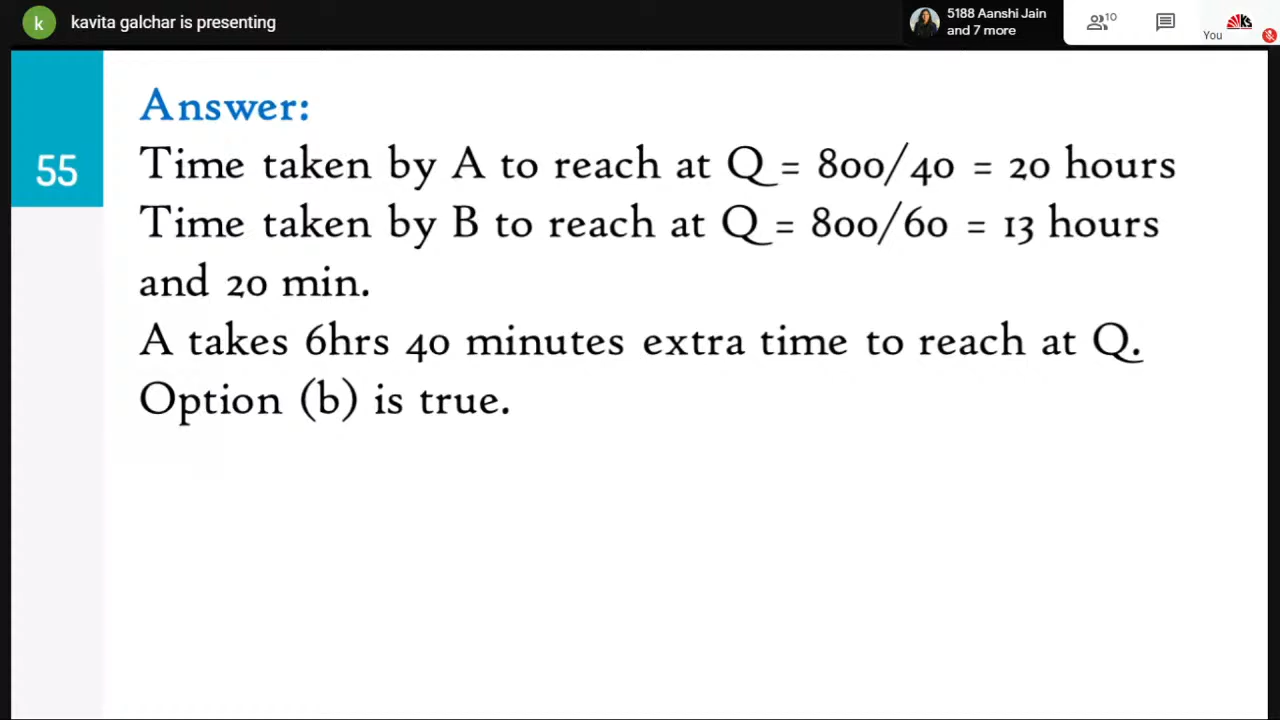 k
kavita galchar is presenting
5188 Aanshi Jain
and 7 more
10
ks
You
55
Answer:
Time taken by A to reach at Q = 800/40 = 20 hours
Time taken by B to reach at Q = 800/60 = 13 hours
and 20 min.
A takes 6hrs 40 minutes extra time to reach at Q.
Option (b) is true.